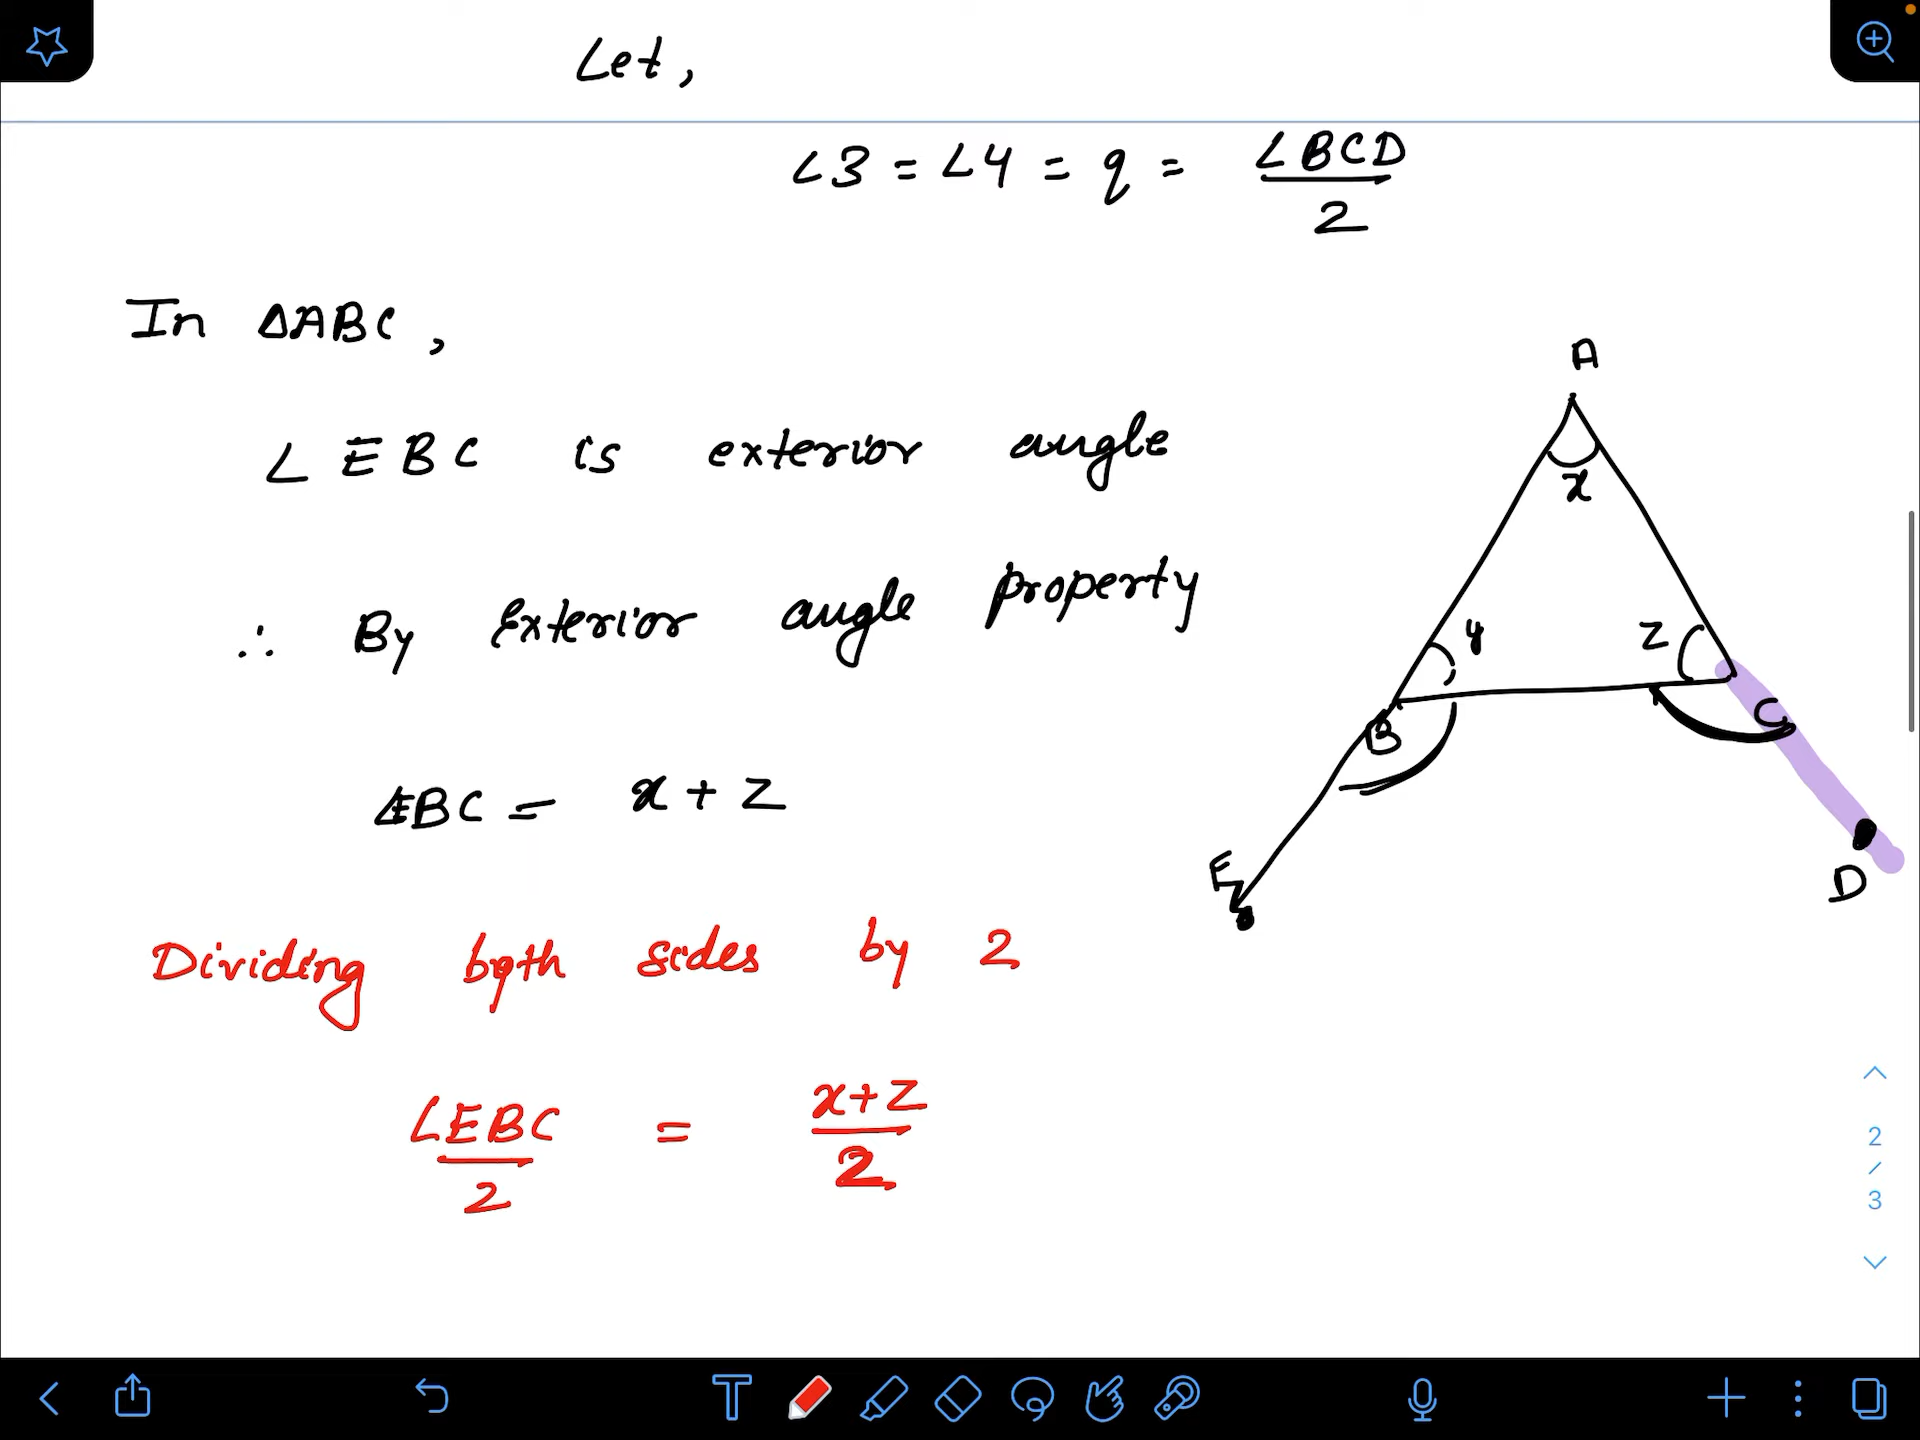 Let,
∠3 = ∠4 = q = ∠BCD/2
In ΔABC,
∠EBC is exterior angle
∴ By Exterior angle property
∠EBC = x + z
Dividing both sides by 2
∠EBC/2 = x+z/2
A
x
y
z
B
C
E
D
2
/
3